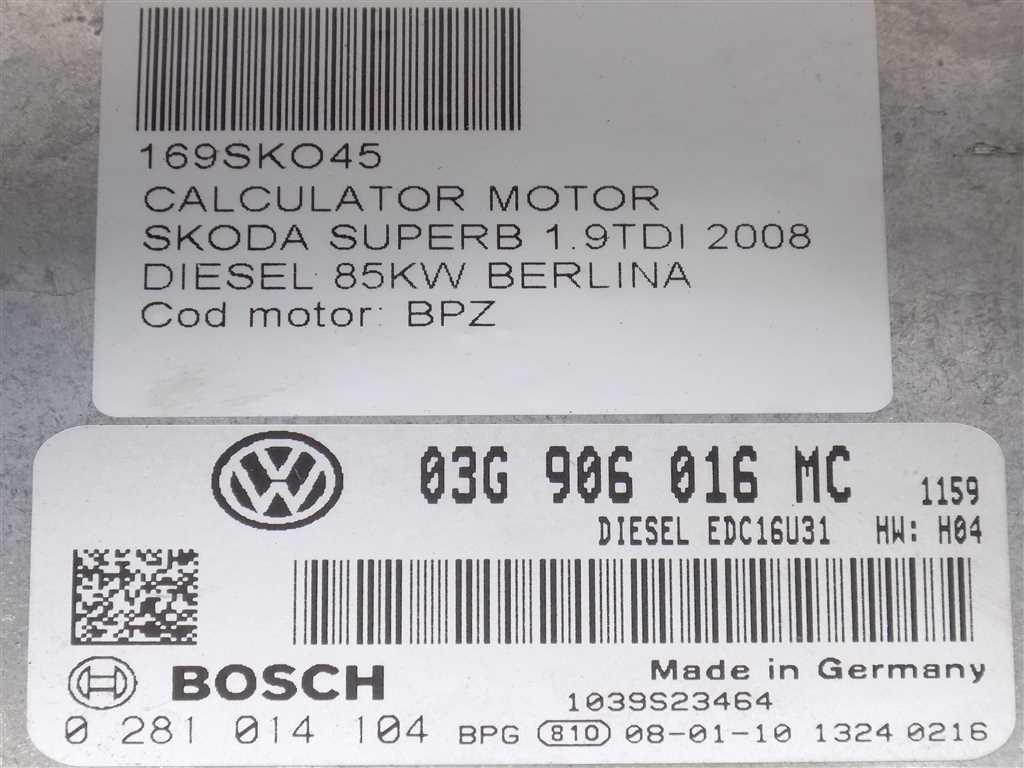 169SKO45
CALCULATOR MOTOR
SKODA SUPERB 1.9TDI 2008
DIESEL 85KW BERLINA
Cod motor: BPZ
03G 906 016 MC 1159
DIESEL EDC16U31 HW: H04
BOSCH Made in Germany
1039S23464
0 281 014 104 BPG 810 08-01-10 1324 0216